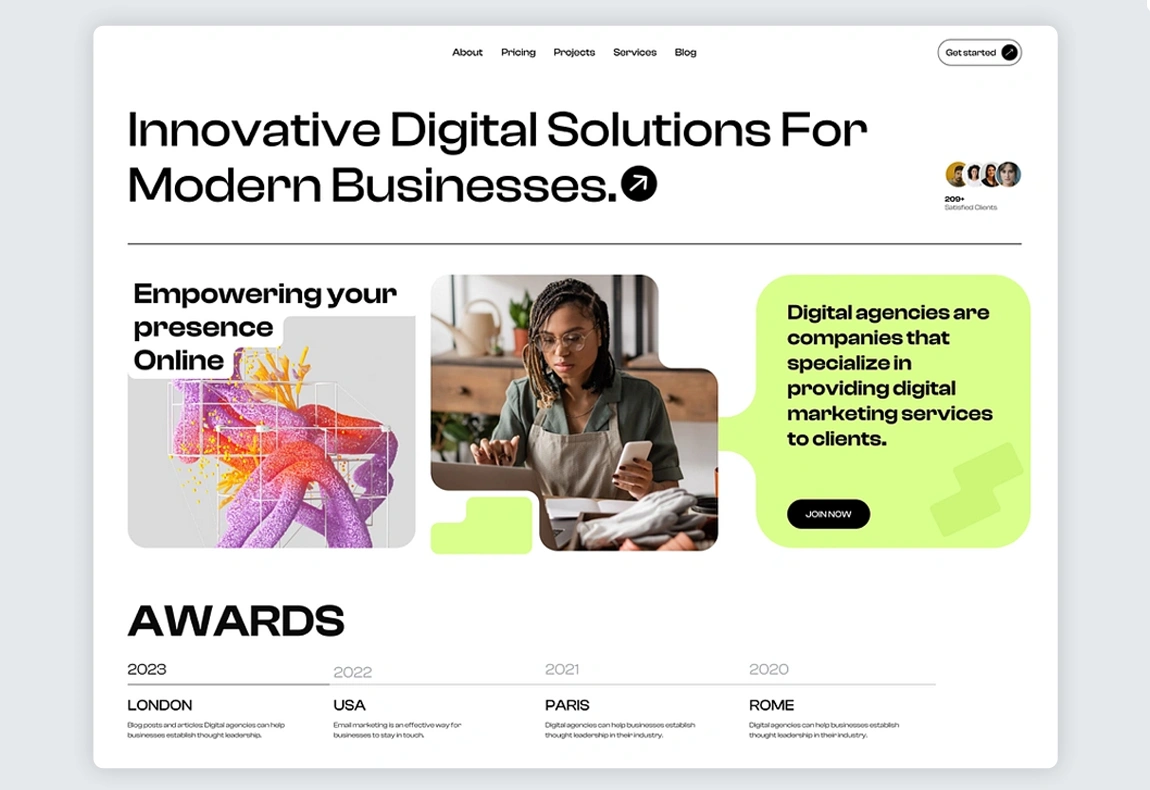 About Pricing Projects Services Blog
Get started
Innovative Digital Solutions For
Modern Businesses.
209+
Satisfied Clients
Empowering your
presence
Online
Digital agencies are
companies that
specialize in
providing digital
marketing services
to clients.
JOIN NOW
AWARDS
2023
LONDON
Blog posts and articles: Digital agencies can help
businesses establish thought leadership.
2022
USA
Email marketing is an effective way for
businesses to stay in touch.
2021
PARIS
Digital agencies can help businesses establish
thought leadership in their industry.
2020
ROME
Digital agencies can help businesses establish
thought leadership in their industry.